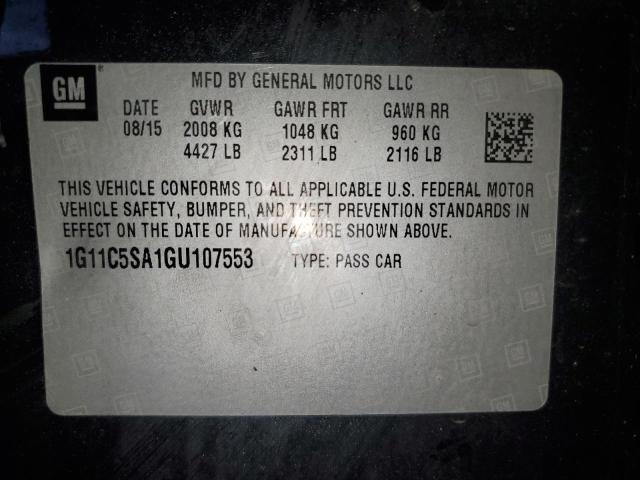 GM ®
MFD BY GENERAL MOTORS LLC
DATE GVWR GAWR FRT GAWR RR
08/15 2008 KG 1048 KG 960 KG
4427 LB 2311 LB 2116 LB
THIS VEHICLE CONFORMS TO ALL APPLICABLE U.S. FEDERAL MOTOR
VEHICLE SAFETY, BUMPER, AND THEFT PREVENTION STANDARDS IN
EFFECT ON THE DATE OF MANUFACTURE SHOWN ABOVE.
1G11C5SA1GU107553 TYPE: PASS CAR